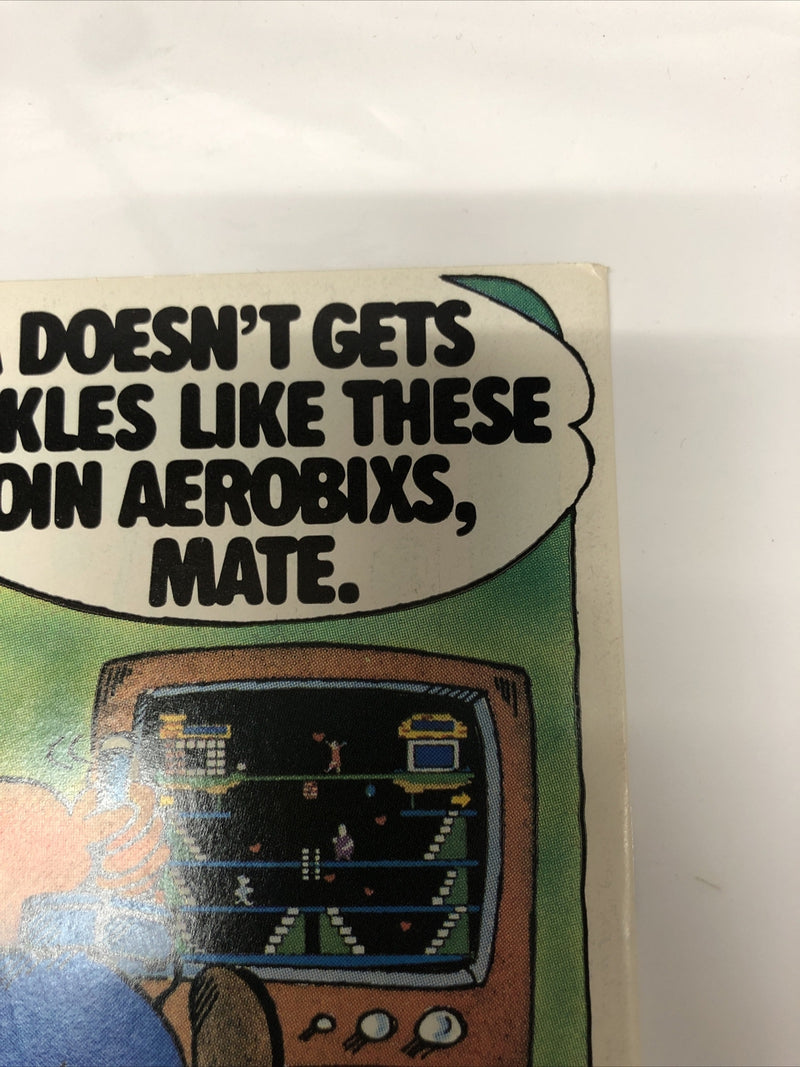 DOESN'T GETS
KLES LIKE THESE
OIN AEROBIXS,
MATE.